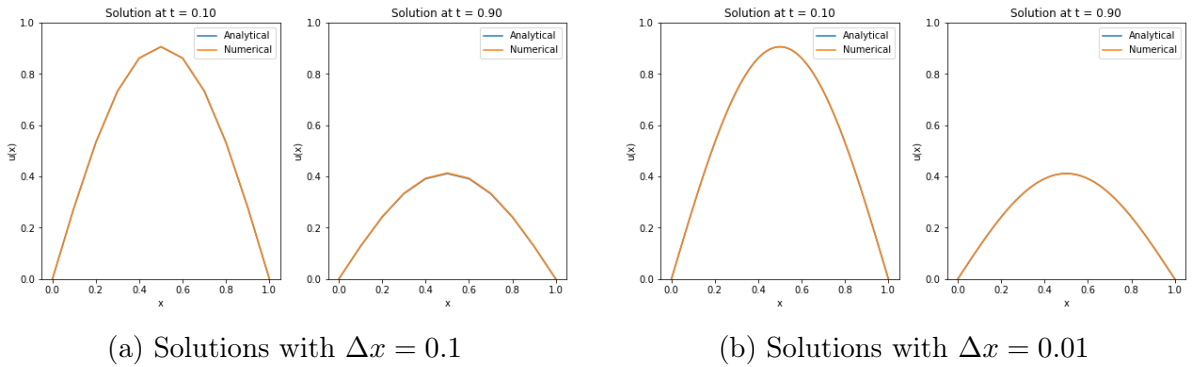 Solution at t = 0.10
Solution at t = 0.90
Solution at t = 0.10
Solution at t = 0.90
1.0
0.8
0.6
0.4
0.2
0.0
u(x)
Analytical
Numerical
0.0 0.2 0.4 0.6 0.8 1.0
x
1.0
0.8
0.6
0.4
0.2
0.0
u(x)
Analytical
Numerical
0.0 0.2 0.4 0.6 0.8 1.0
x
1.0
0.8
0.6
0.4
0.2
0.0
u(x)
Analytical
Numerical
0.0 0.2 0.4 0.6 0.8 1.0
x
1.0
0.8
0.6
0.4
0.2
0.0
u(x)
Analytical
Numerical
0.0 0.2 0.4 0.6 0.8 1.0
x
(a) Solutions with Δx = 0.1
(b) Solutions with Δx = 0.01